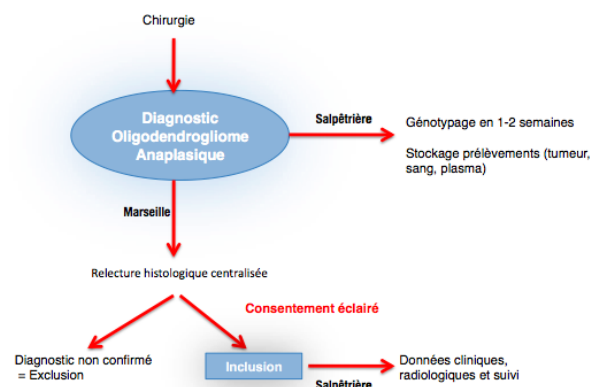 Chirurgie
Diagnostic
Oligodendrogliome
Anaplasique
Salpêtrière
Génotypage en 1-2 semaines
Stockage prélèvements (tumeur,
sang, plasma)
Marseille
Relecture histologique centralisée
Consentement éclairé
Diagnostic non confirmé
= Exclusion
Inclusion
Salpêtrière
Données cliniques,
radiologiques et suivi